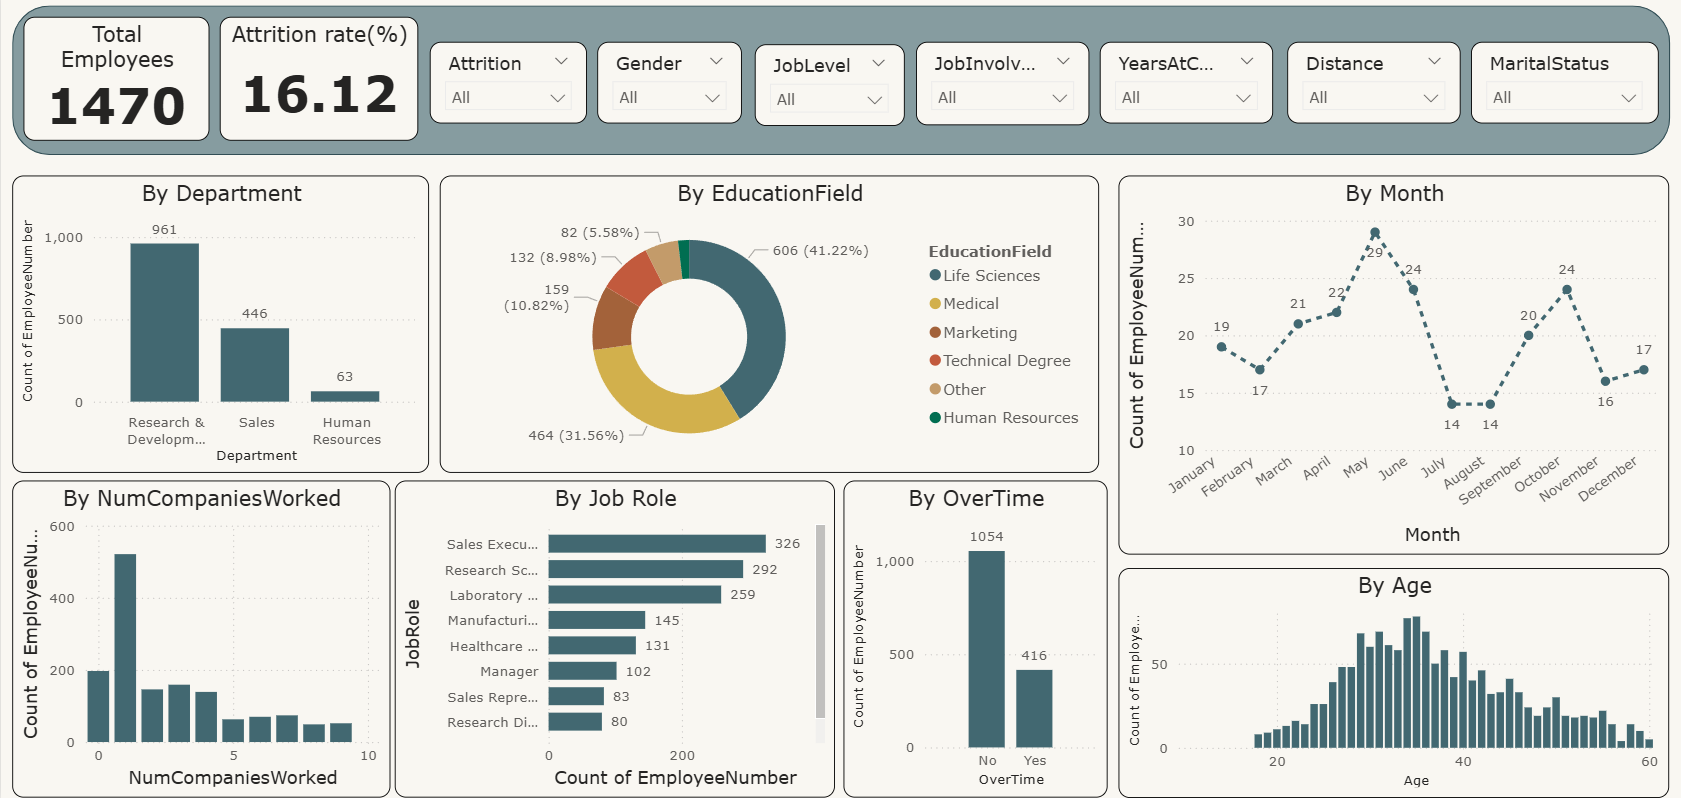 Total
Employees
1470
Attrition rate(%)
16.12
Attrition
All
Gender
All
JobLevel
All
JobInvolv...
All
YearsAtC...
All
Distance
All
MaritalStatus
All
By Department
Count of EmployeeNumber
1,000
500
0
961
446
63
Research &
Developm...
Sales
Human
Resources
Department
By EducationField
82 (5.58%)
132 (8.98%)
159
(10.82%)
464 (31.56%)
606 (41.22%)
EducationField
Life Sciences
Medical
Marketing
Technical Degree
Other
Human Resources
By Month
Count of EmployeeNum...
30
25
20
15
10
19
17
21
22
29
24
14
14
20
24
16
17
January
February
March
April
May
June
July
August
September
October
November
December
Month
By NumCompaniesWorked
Count of EmployeeNu...
600
400
200
0
0
5
10
NumCompaniesWorked
By Job Role
JobRole
Sales Execu...
326
Research Sc...
292
Laboratory ...
259
Manufacturi...
145
Healthcare ...
131
Manager
102
Sales Repre...
83
Research Di...
80
0
200
Count of EmployeeNumber
By OverTime
Count of EmployeeNumber
1,000
500
0
1054
416
No
Yes
OverTime
By Age
Count of Employe...
50
0
20
40
60
Age